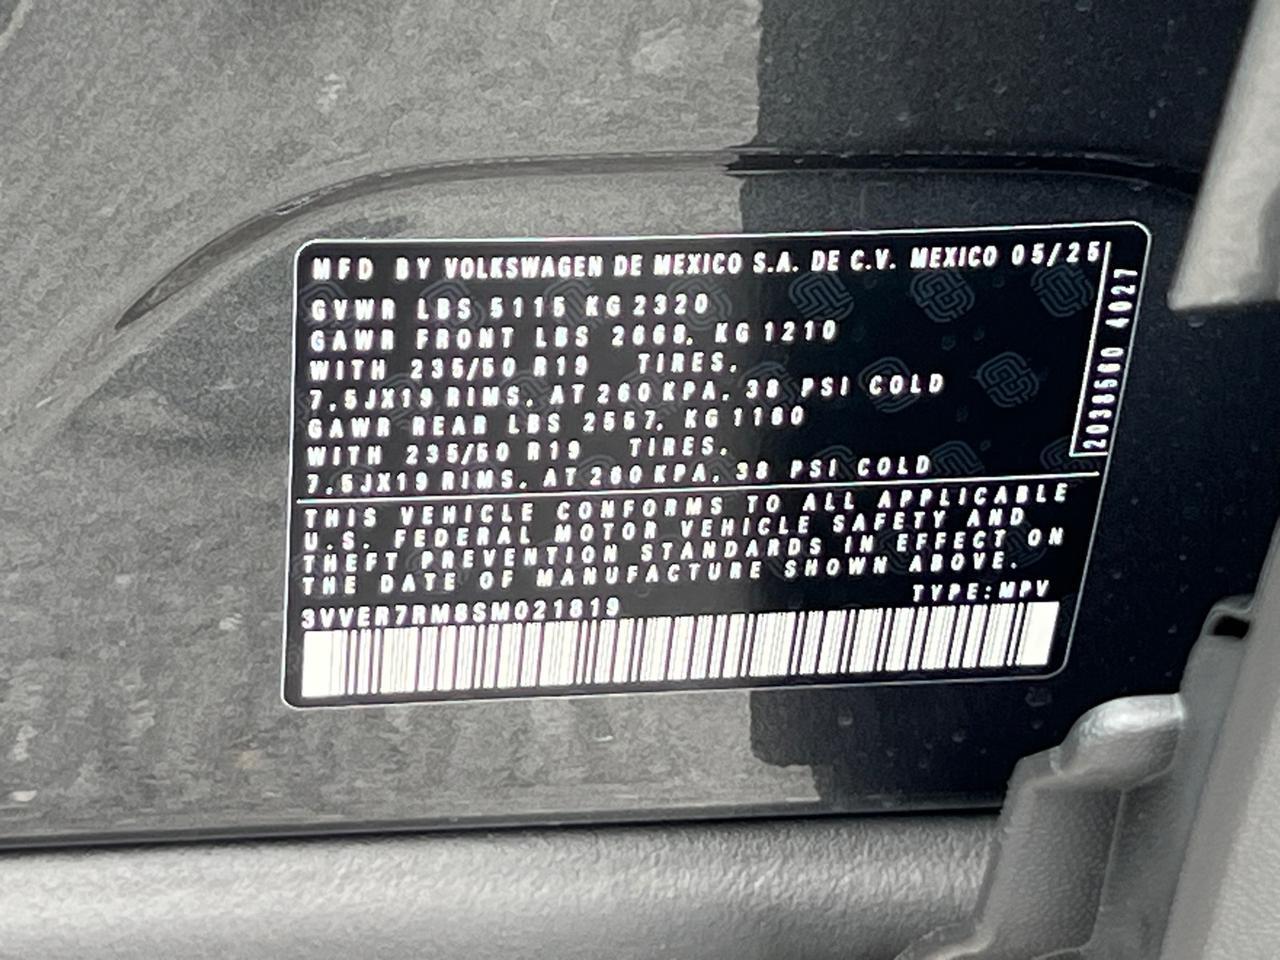 MFD BY VOLKSWAGEN DE MEXICO S.A. DE C.V. MEXICO 05/25
GVWR LBS 5115 KG 2320
GAWR FRONT LBS 2668, KG 1210
WITH 235/50 R19 TIRES,
7.5JX19 RIMS, AT 260 KPA, 38 PSI COLD
GAWR REAR LBS 2557, KG 1160
WITH 235/50 R19 TIRES,
7.5JX19 RIMS, AT 260 KPA, 38 PSI COLD
THIS VEHICLE CONFORMS TO ALL APPLICABLE
U.S. FEDERAL MOTOR VEHICLE SAFETY AND
THEFT PREVENTION STANDARDS IN EFFECT ON
THE DATE OF MANUFACTURE SHOWN ABOVE.
TYPE: MPV
3VVER7RM6SM021819
4027